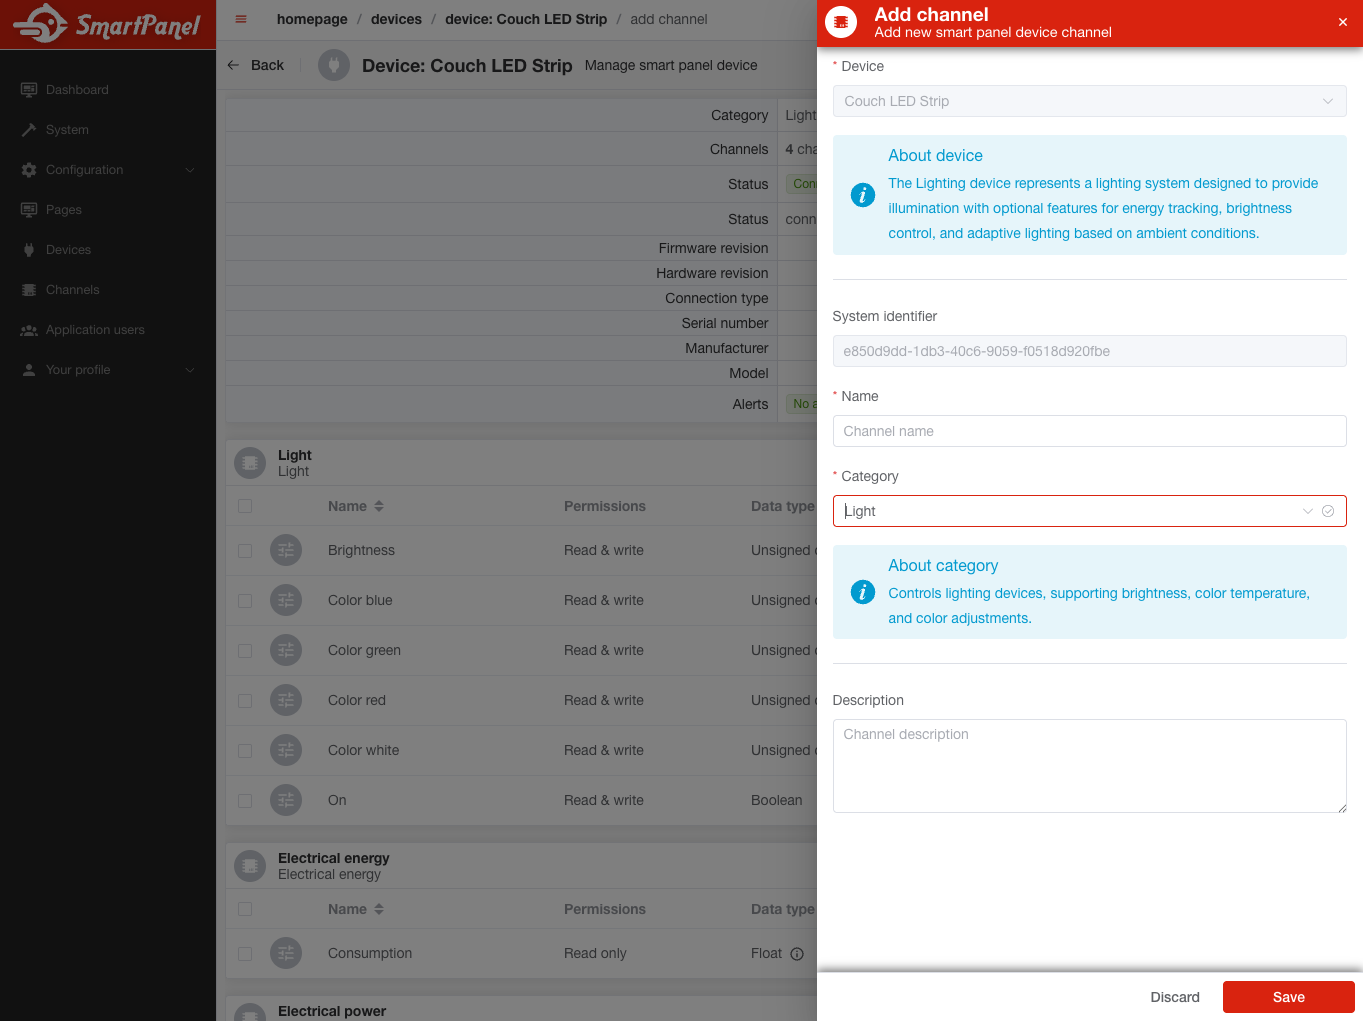 SmartPanel
Dashboard
System
Configuration
Pages
Devices
Channels
Application users
Your profile
homepage / devices / device: Couch LED Strip / add channel
Back
Device: Couch LED Strip
Manage smart panel device
Category Light
Channels 4
Status
Status
Firmware revision
Hardware revision
Connection type
Serial number
Manufacturer
Model
Alerts No
Light
Light
Name Permissions Data type
Brightness Read & write Unsigned
Color blue Read & write Unsigned
Color green Read & write Unsigned
Color red Read & write Unsigned
Color white Read & write Unsigned
On Read & write Boolean
Electrical energy
Electrical energy
Name Permissions Data type
Consumption Read only Float
Electrical power
Add channel
Add new smart panel device channel
* Device
Couch LED Strip
About device
The Lighting device represents a lighting system designed to provide
illumination with optional features for energy tracking, brightness
control, and adaptive lighting based on ambient conditions.
System identifier
e850d9dd-1db3-40c6-9059-f0518d920fbe
* Name
Channel name
* Category
Light
About category
Controls lighting devices, supporting brightness, color temperature,
and color adjustments.
Description
Channel description
Discard
Save